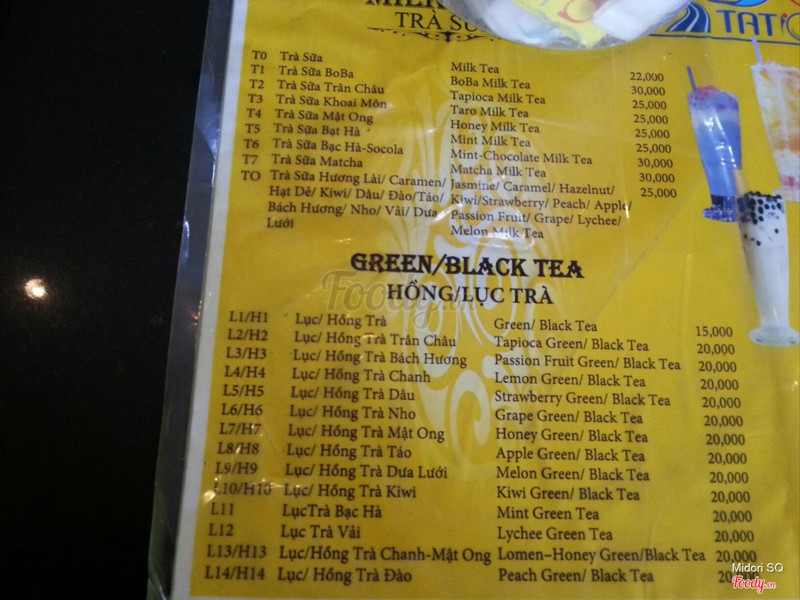 MILK
TRÀ SỮ
TAT
T0 Trà Sữa Milk Tea 22,000
T1 Trà Sữa BoBa BoBa Milk Tea 30,000
T2 Trà Sữa Trân Châu Tapioca Milk Tea 25,000
T3 Trà Sữa Khoai Môn Taro Milk Tea 25,000
T4 Trà Sữa Mật Ong Honey Milk Tea 25,000
T5 Trà Sữa Bạt Hà Mint Milk Tea 25,000
T6 Trà Sữa Bạc Hà-Socola Mint-Chocolate Milk Tea 30,000
T7 Trà Sữa Matcha Matcha Milk Tea 30,000
TO Trà Sữa Hương Lài/ Caramen/ Jasmine/ Caramel/ Hazelnut/ 25,000
Hạt Dẻ/ Kiwi/ Dâu/ Đào/Táo/ Kiwi/Strawberry/ Peach/ Apple/
Bách Hương/ Nho/ Vải/ Dưa Passion Fruit/ Grape/ Lychee/
Lưới Melon Milk Tea
GREEN/BLACK TEA
HỒNG/LỤC TRÀ
L1/H1 Lục/ Hồng Trà Green/ Black Tea 15,000
L2/H2 Lục/ Hồng Trà Trân Châu Tapioca Green/ Black Tea 20,000
L3/H3 Lục/ Hồng Trà Bách Hương Passion Fruit Green/ Black Tea 20,000
L4/H4 Lục/ Hồng Trà Chanh Lemon Green/ Black Tea 20,000
L5/H5 Lục/ Hồng Trà Dâu Strawberry Green/ Black Tea 20,000
L6/H6 Lục/ Hồng Trà Nho Grape Green/ Black Tea 20,000
L7/H7 Lục/ Hồng Trà Mật Ong Honey Green/ Black Tea 20,000
L8/H8 Lục/ Hồng Trà Táo Apple Green/ Black Tea 20,000
L9/H9 Lục/ Hồng Trà Dưa Lưới Melon Green/ Black Tea 20,000
L10/H10 Lục/ Hồng Trà Kiwi Kiwi Green/ Black Tea 20,000
L11 LụcTrà Bạc Hà Mint Green Tea 20,000
L12 Lục Trà Vải Lychee Green Tea 20,000
L13/H13 Lục/Hồng Trà Chanh-Mật Ong Lomen–Honey Green/Black Tea 20,000
L14/H14 Lục/ Hồng Trà Đào Peach Green/ Black Tea 20,000
Foody.vn
Midori SQ
Foody.vn